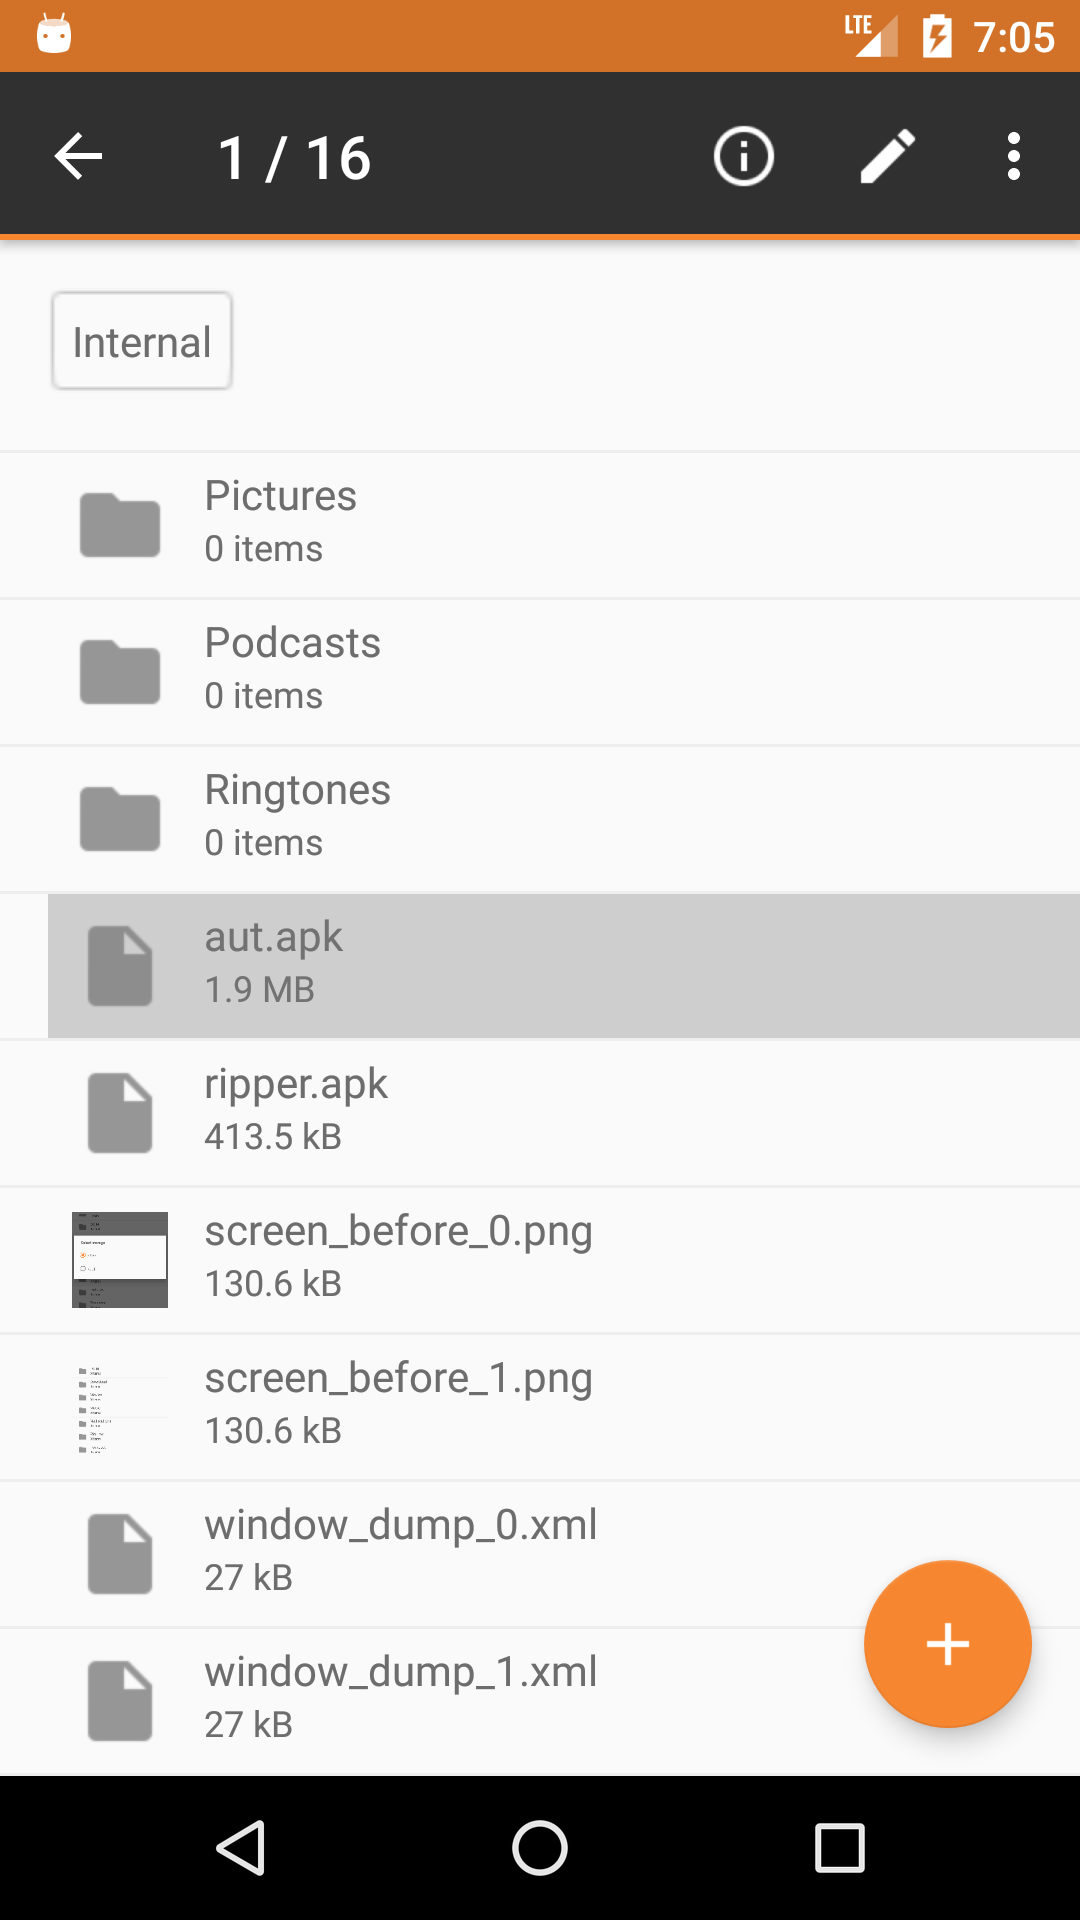 LTE 7:05
1 / 16
Internal
Pictures
0 items
Podcasts
0 items
Ringtones
0 items
aut.apk
1.9 MB
ripper.apk
413.5 kB
screen_before_0.png
130.6 kB
screen_before_1.png
130.6 kB
window_dump_0.xml
27 kB
window_dump_1.xml
27 kB